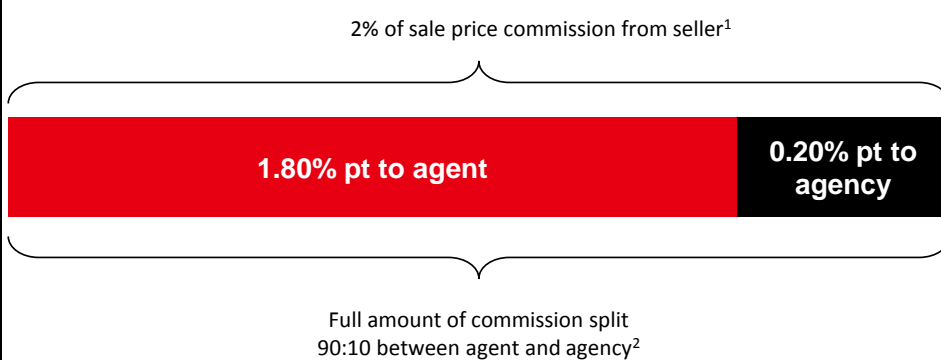 2% of sale price commission from seller¹
1.80% pt to agent
0.20% pt to
agency
Full amount of commission split
90:10 between agent and agency²